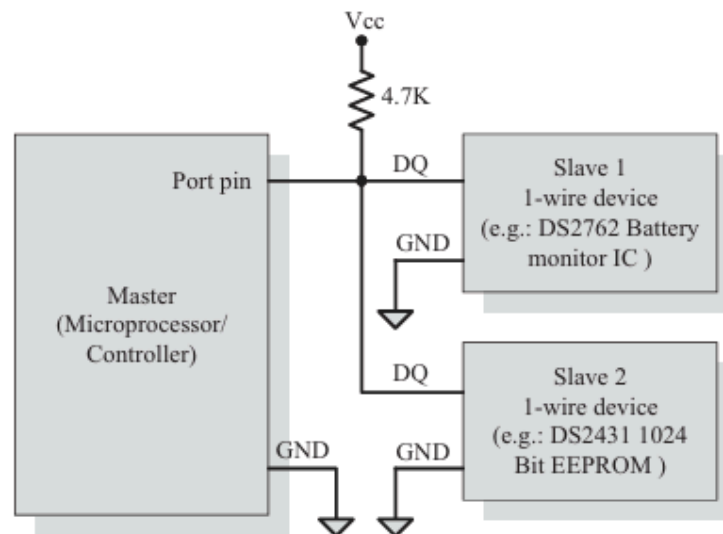 Vcc
4.7K
Port pin
DQ
Slave 1
1-wire device
(e.g.: DS2762 Battery
monitor IC )
GND
Master
(Microprocessor/
Controller)
DQ
Slave 2
1-wire device
(e.g.: DS2431 1024
Bit EEPROM )
GND
GND